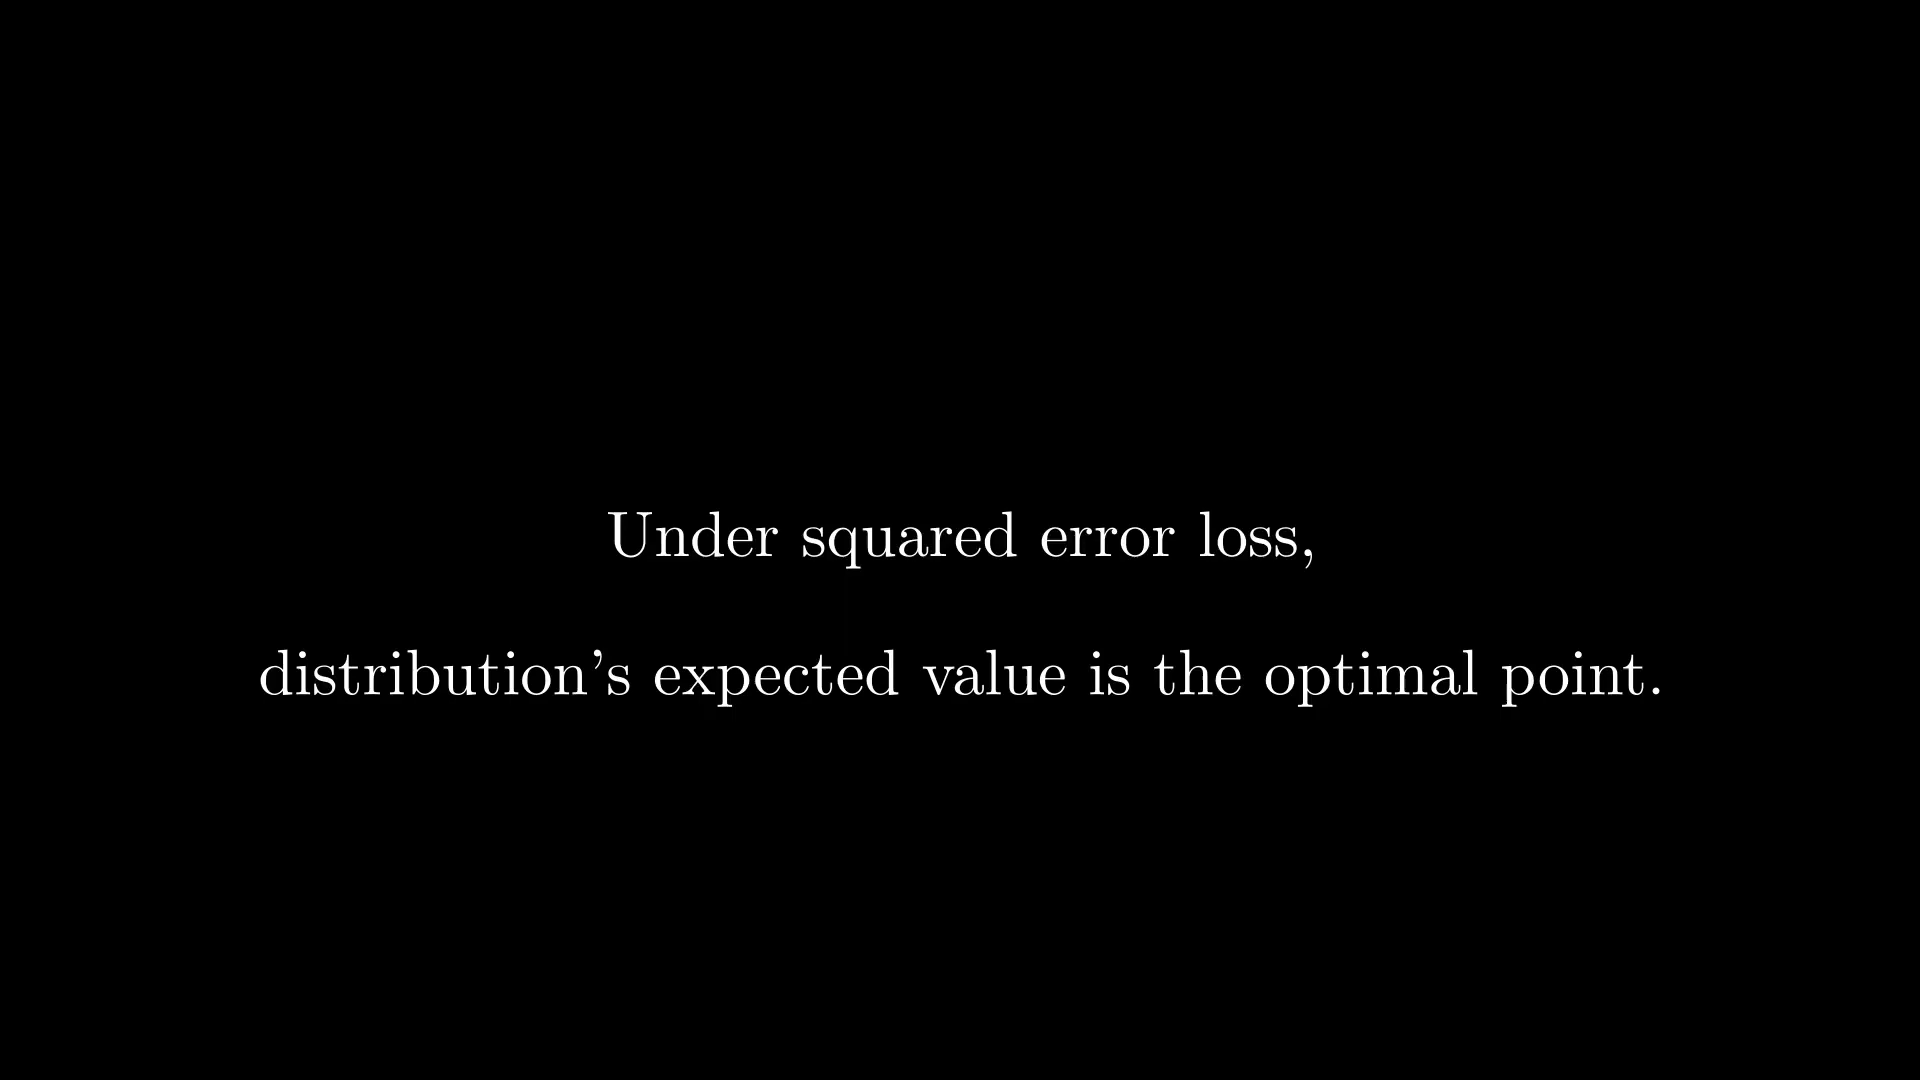 Under squared error loss,
distribution's expected value is the optimal point.